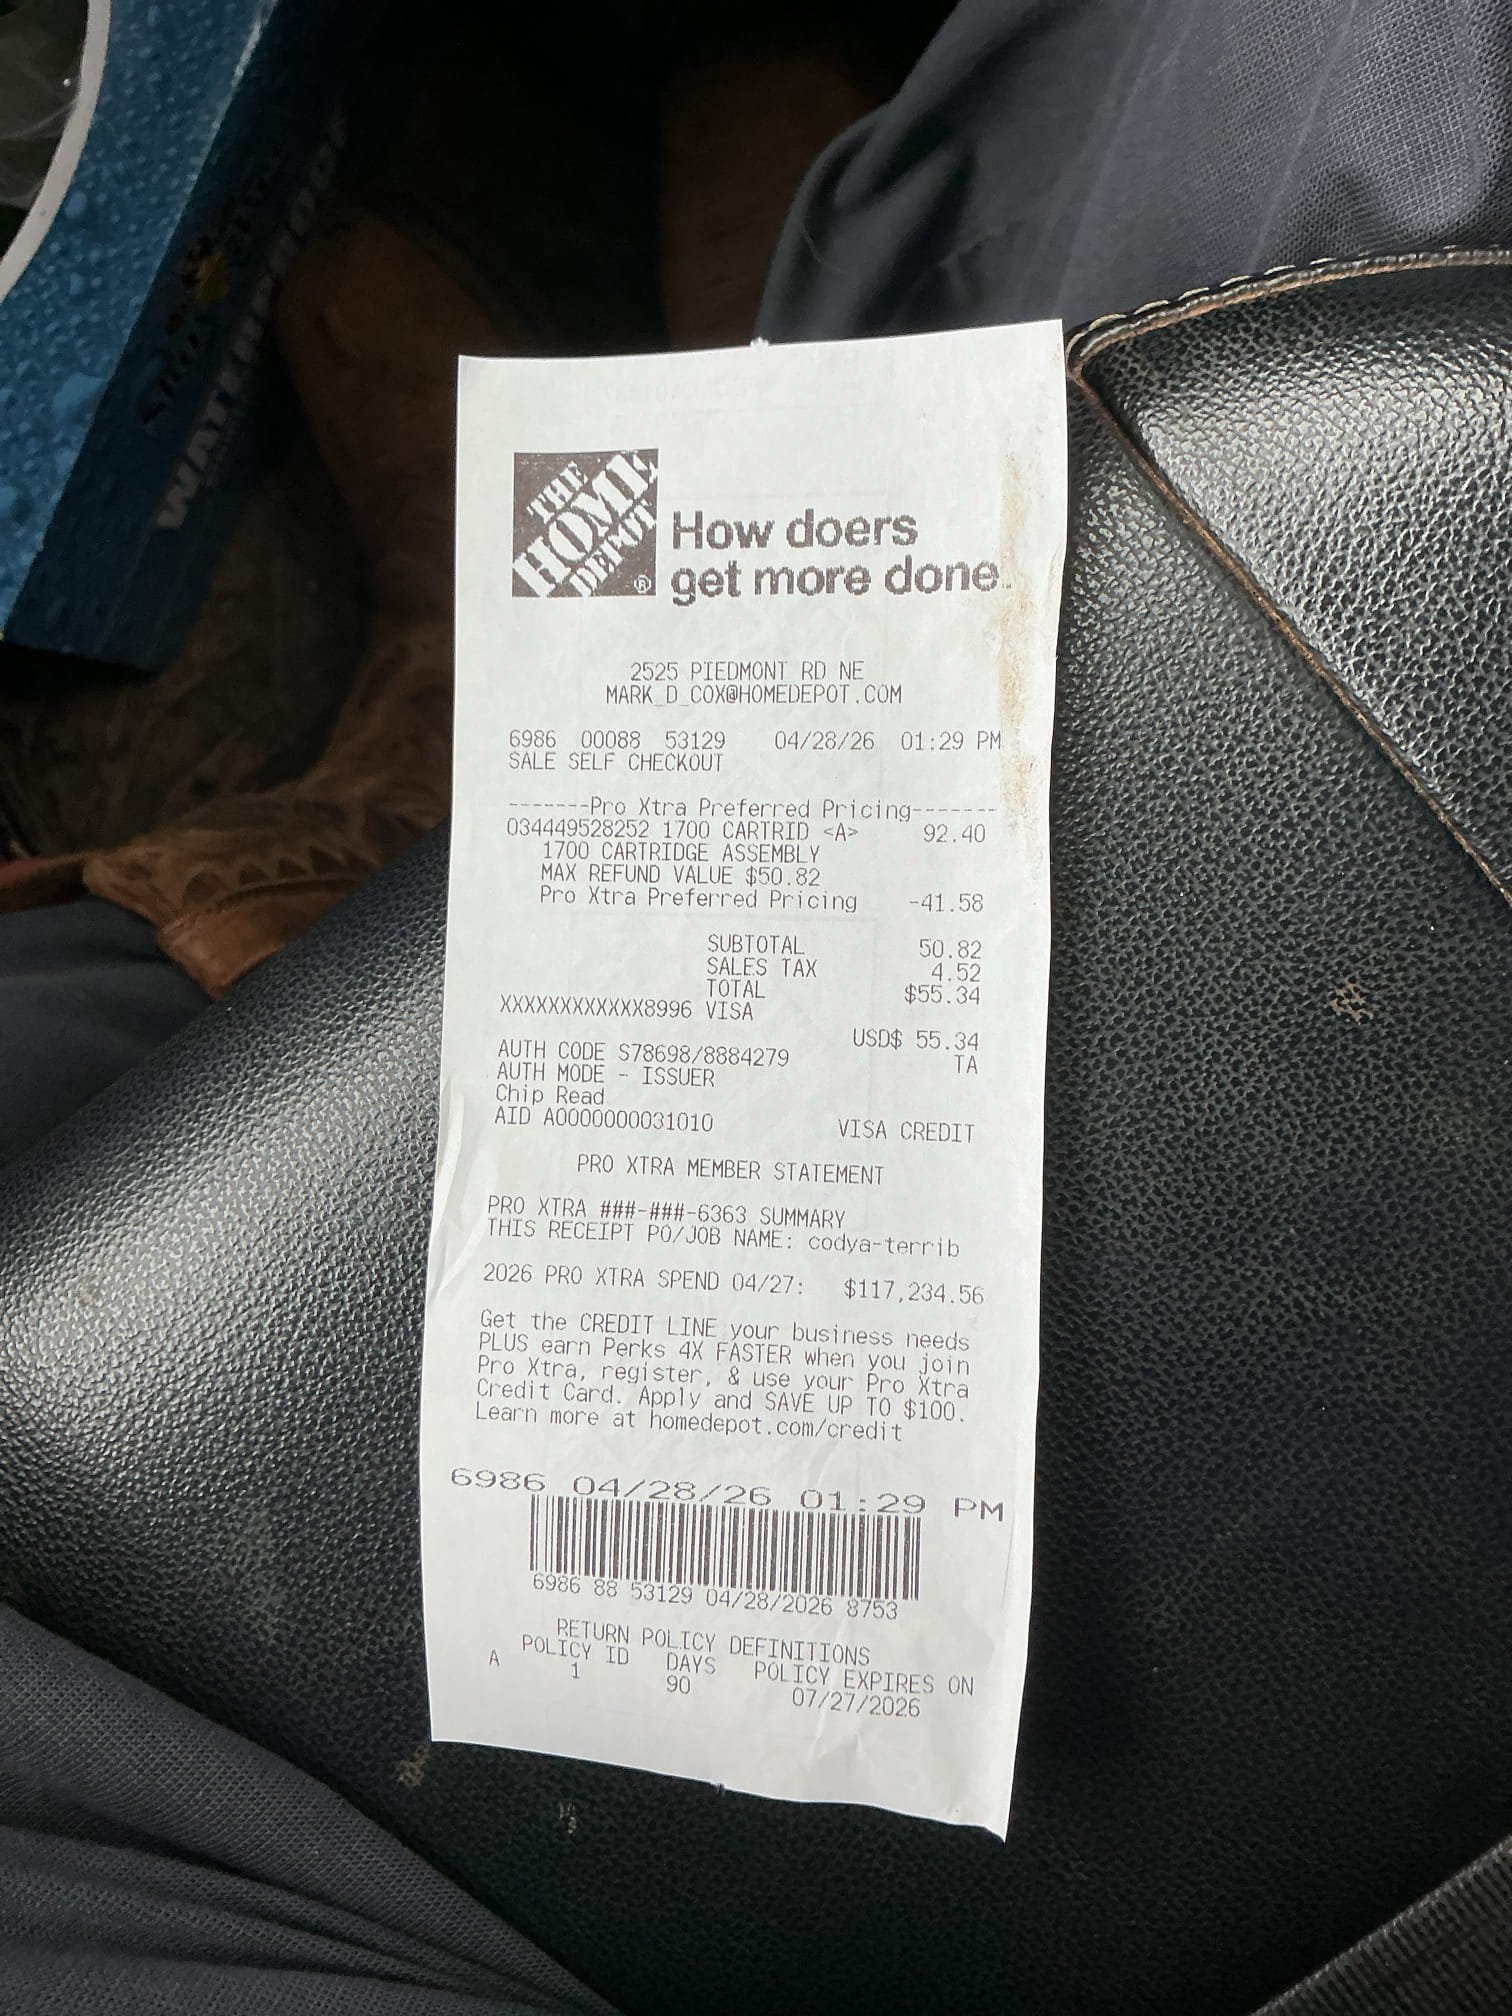 WATERPROOF
THE
HOME
DEPOT
®
How doers
get more done.
2525 PIEDMONT RD NE
MARK_D_COX@HOMEDEPOT.COM
6986 00088 53129 04/28/26 01:29 PM
SALE SELF CHECKOUT
-------Pro Xtra Preferred Pricing-------
034449528252 1700 CARTRID <A> 92.40
1700 CARTRIDGE ASSEMBLY
MAX REFUND VALUE $50.82
Pro Xtra Preferred Pricing -41.58
SUBTOTAL 50.82
SALES TAX 4.52
TOTAL $55.34
XXXXXXXXXXXX8996 VISA
USD$ 55.34
AUTH CODE S78698/8884279 TA
AUTH MODE - ISSUER
Chip Read
AID A0000000031010 VISA CREDIT
PRO XTRA MEMBER STATEMENT
PRO XTRA ###-###-6363 SUMMARY
THIS RECEIPT PO/JOB NAME: codya-terrib
2026 PRO XTRA SPEND 04/27: $117,234.56
Get the CREDIT LINE your business needs
PLUS earn Perks 4X FASTER when you join
Pro Xtra, register, & use your Pro Xtra
Credit Card. Apply and SAVE UP TO $100.
Learn more at homedepot.com/credit
6986 04/28/26 01:29 PM
6986 88 53129 04/28/2026 8753
RETURN POLICY DEFINITIONS
POLICY ID DAYS POLICY EXPIRES ON
A 1 90 07/27/2026